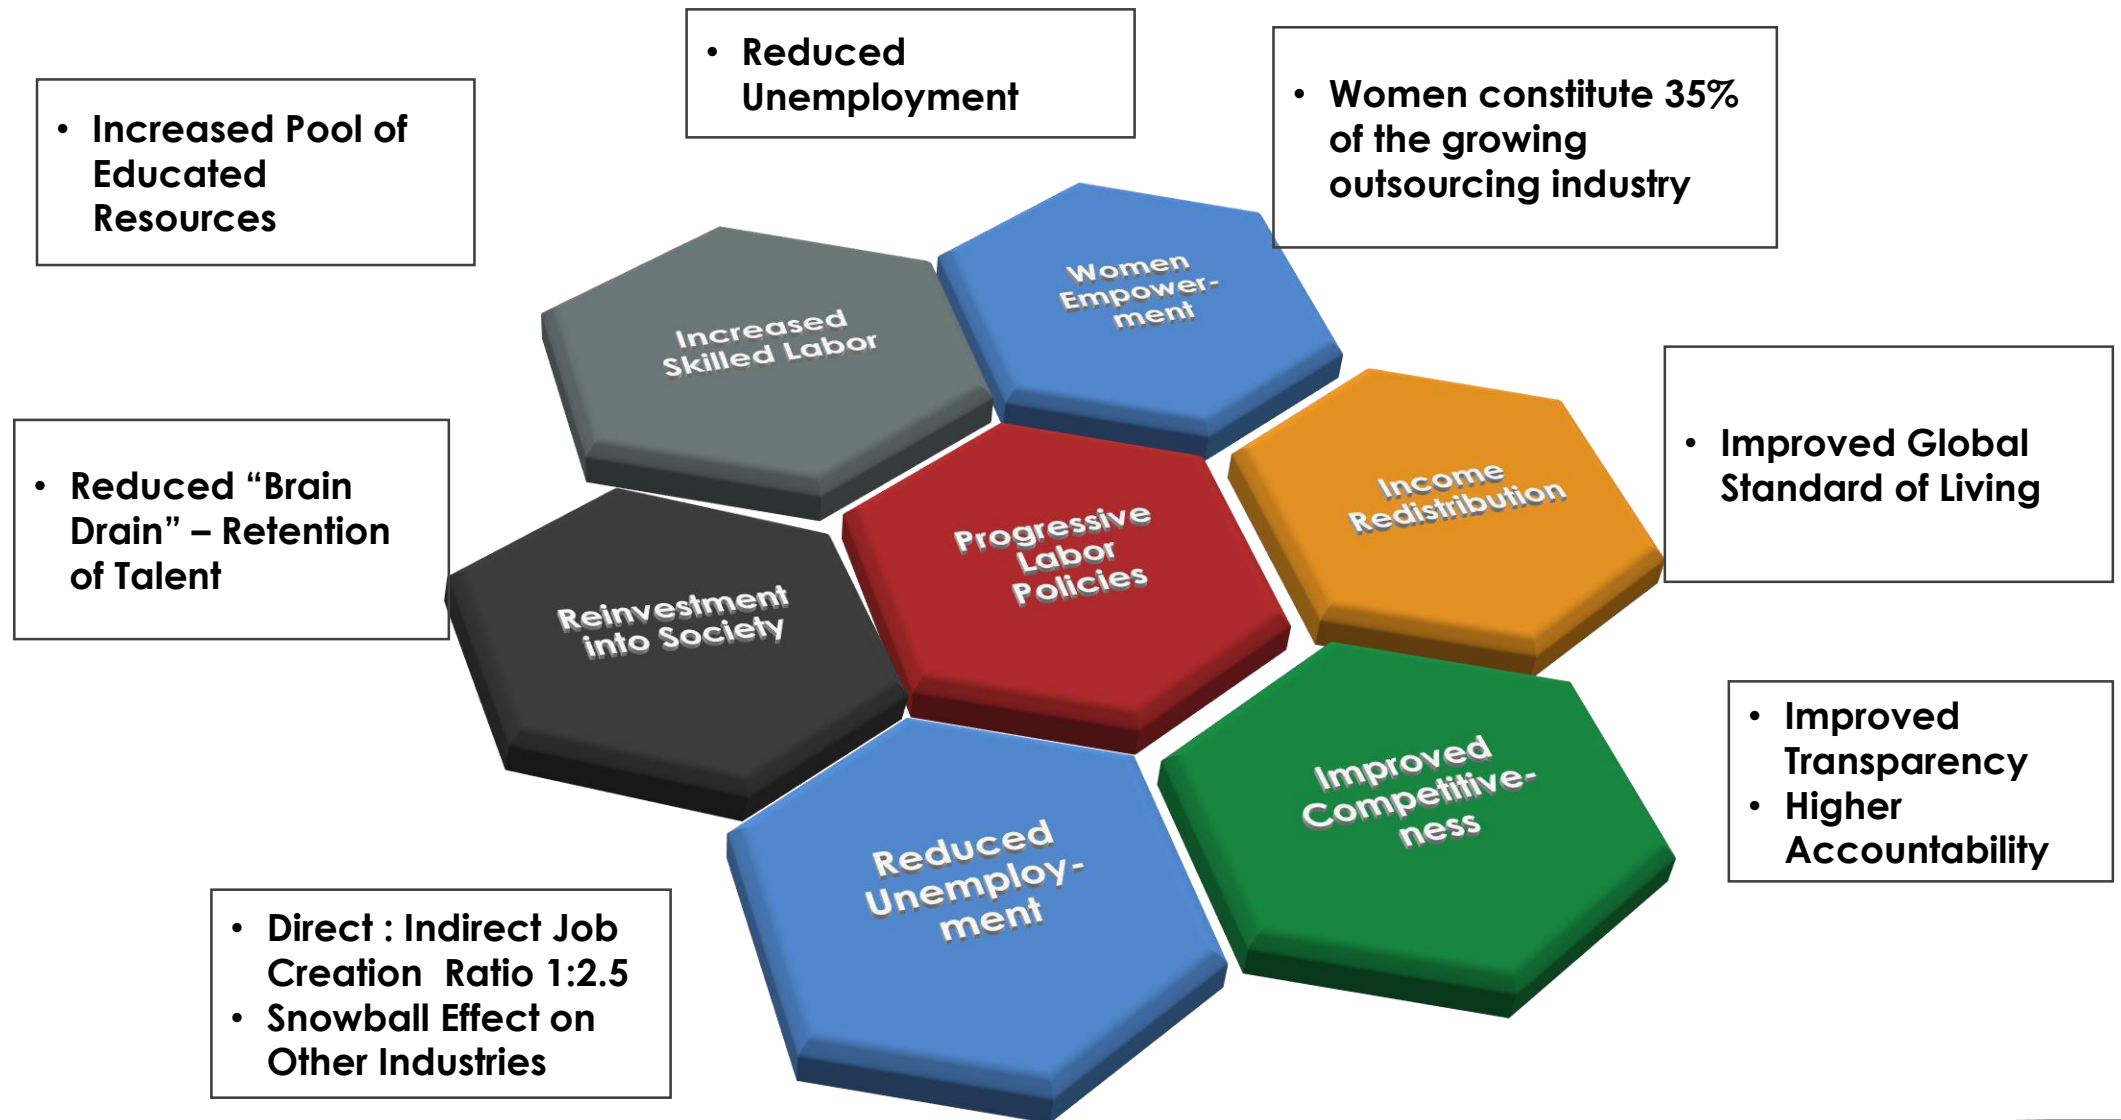 • Reduced
Unemployment
• Increased Pool of
Educated
Resources
• Women constitute 35%
of the growing
outsourcing industry
Women
Empower-
ment
Increased
Skilled Labor
• Reduced “Brain
Drain” – Retention
of Talent
Progressive
Labor
Policies
Income
Redistribution
• Improved Global
Standard of Living
Reinvestment
into Society
Improved
Competitive-
ness
• Improved
Transparency
• Higher
Accountability
Reduced
Unemploy-
ment
• Direct : Indirect Job
Creation Ratio 1:2.5
• Snowball Effect on
Other Industries